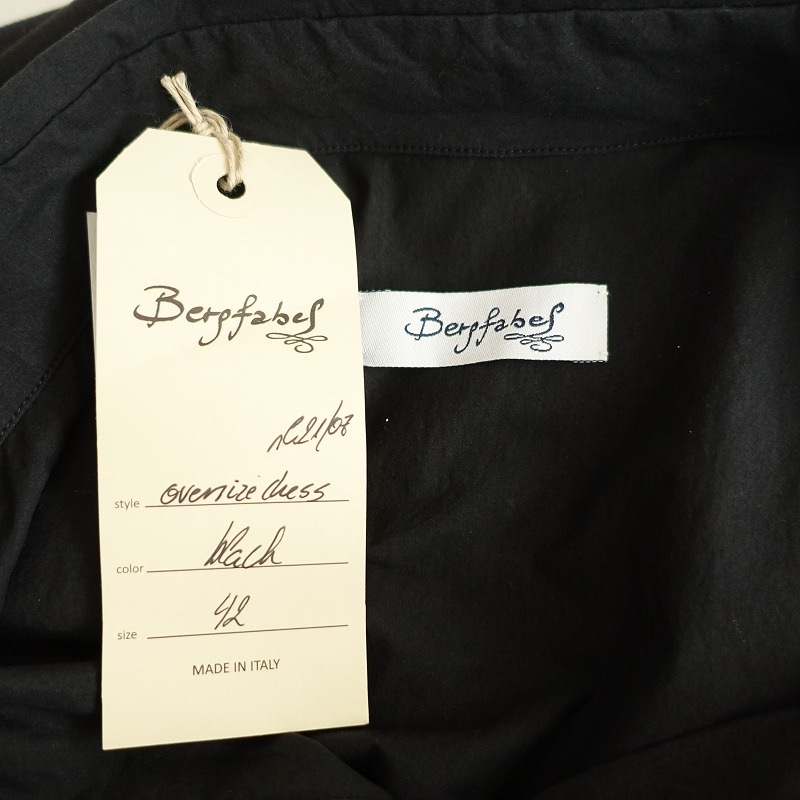 Bergfabel
Bergfabel
style oversize dress
color black
size 42
MADE IN ITALY